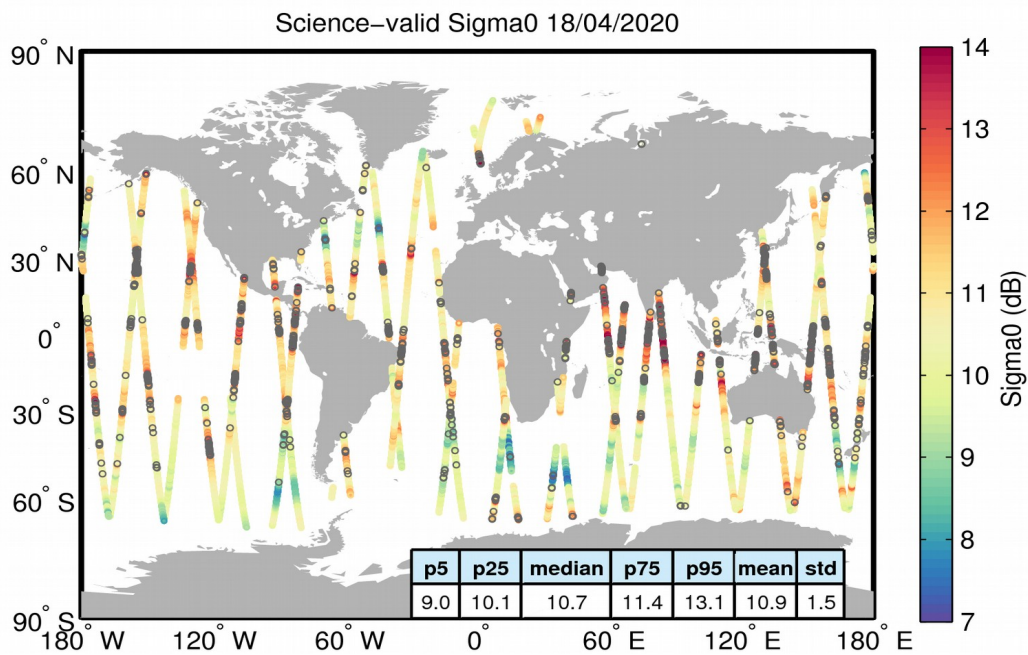 Science−valid Sigma0 18/04/2020
90° N
60° N
30° N
0°
30° S
60° S
90° S
180° W
120° W
60° W
0°
60° E
120° E
180° E
14
13
12
11
10
9
8
7
Sigma0 (dB)
p5 p25 median p75 p95 mean std
9.0 10.1 10.7 11.4 13.1 10.9 1.5